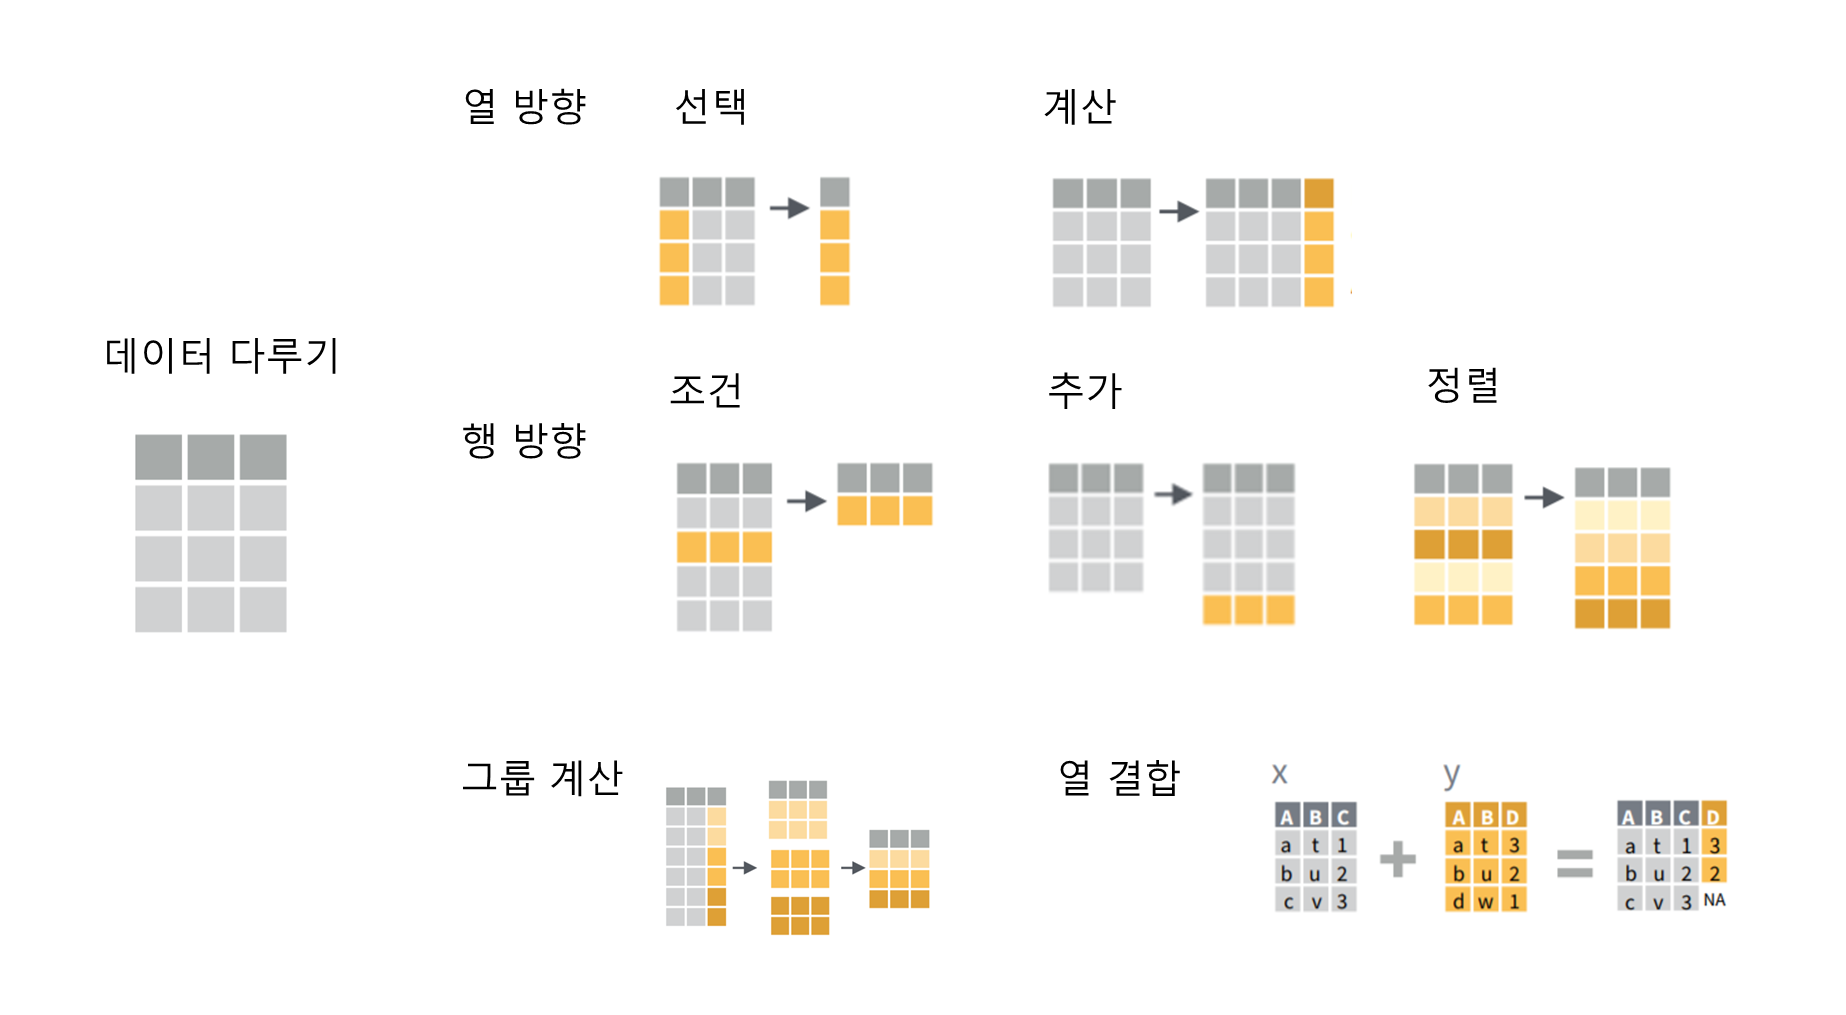 열 방향
선택
계산
데이터 다루기
행 방향
조건
추가
정렬
그룹 계산
열 결합
x
A B C
a t 1
b u 2
c v 3
+
y
A B D
a t 3
b u 2
d w 1
=
A B C D
a t 1 3
b u 2 2
c v 3 NA